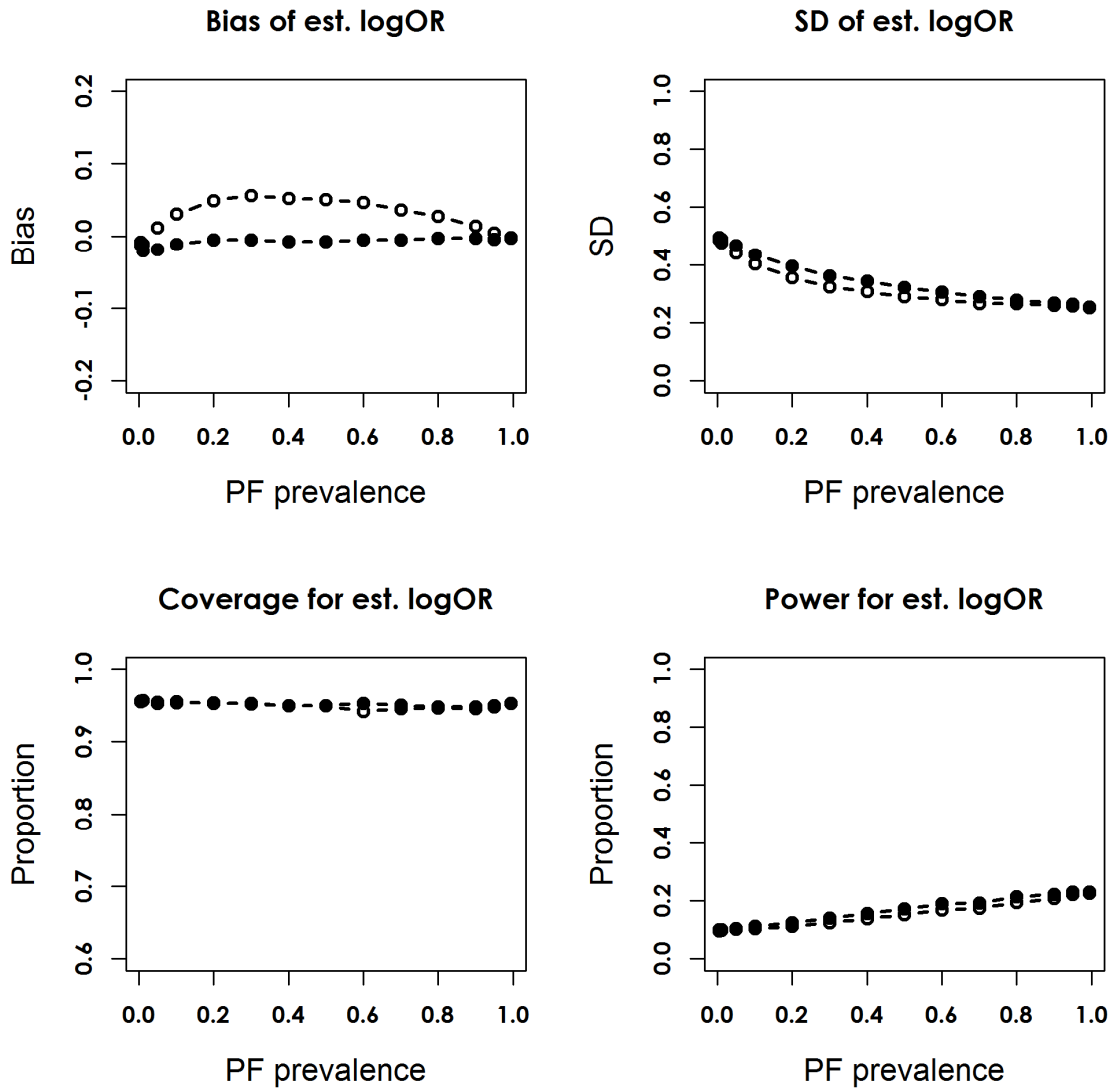 Bias of est. logOR
Bias
0.2
0.1
0.0
-0.1
-0.2
0.0 0.2 0.4 0.6 0.8 1.0
PF prevalence
SD of est. logOR
SD
1.0
0.8
0.6
0.4
0.2
0.0
0.0 0.2 0.4 0.6 0.8 1.0
PF prevalence
Coverage for est. logOR
Proportion
1.0
0.9
0.8
0.7
0.6
0.0 0.2 0.4 0.6 0.8 1.0
PF prevalence
Power for est. logOR
Proportion
1.0
0.8
0.6
0.4
0.2
0.0
0.0 0.2 0.4 0.6 0.8 1.0
PF prevalence